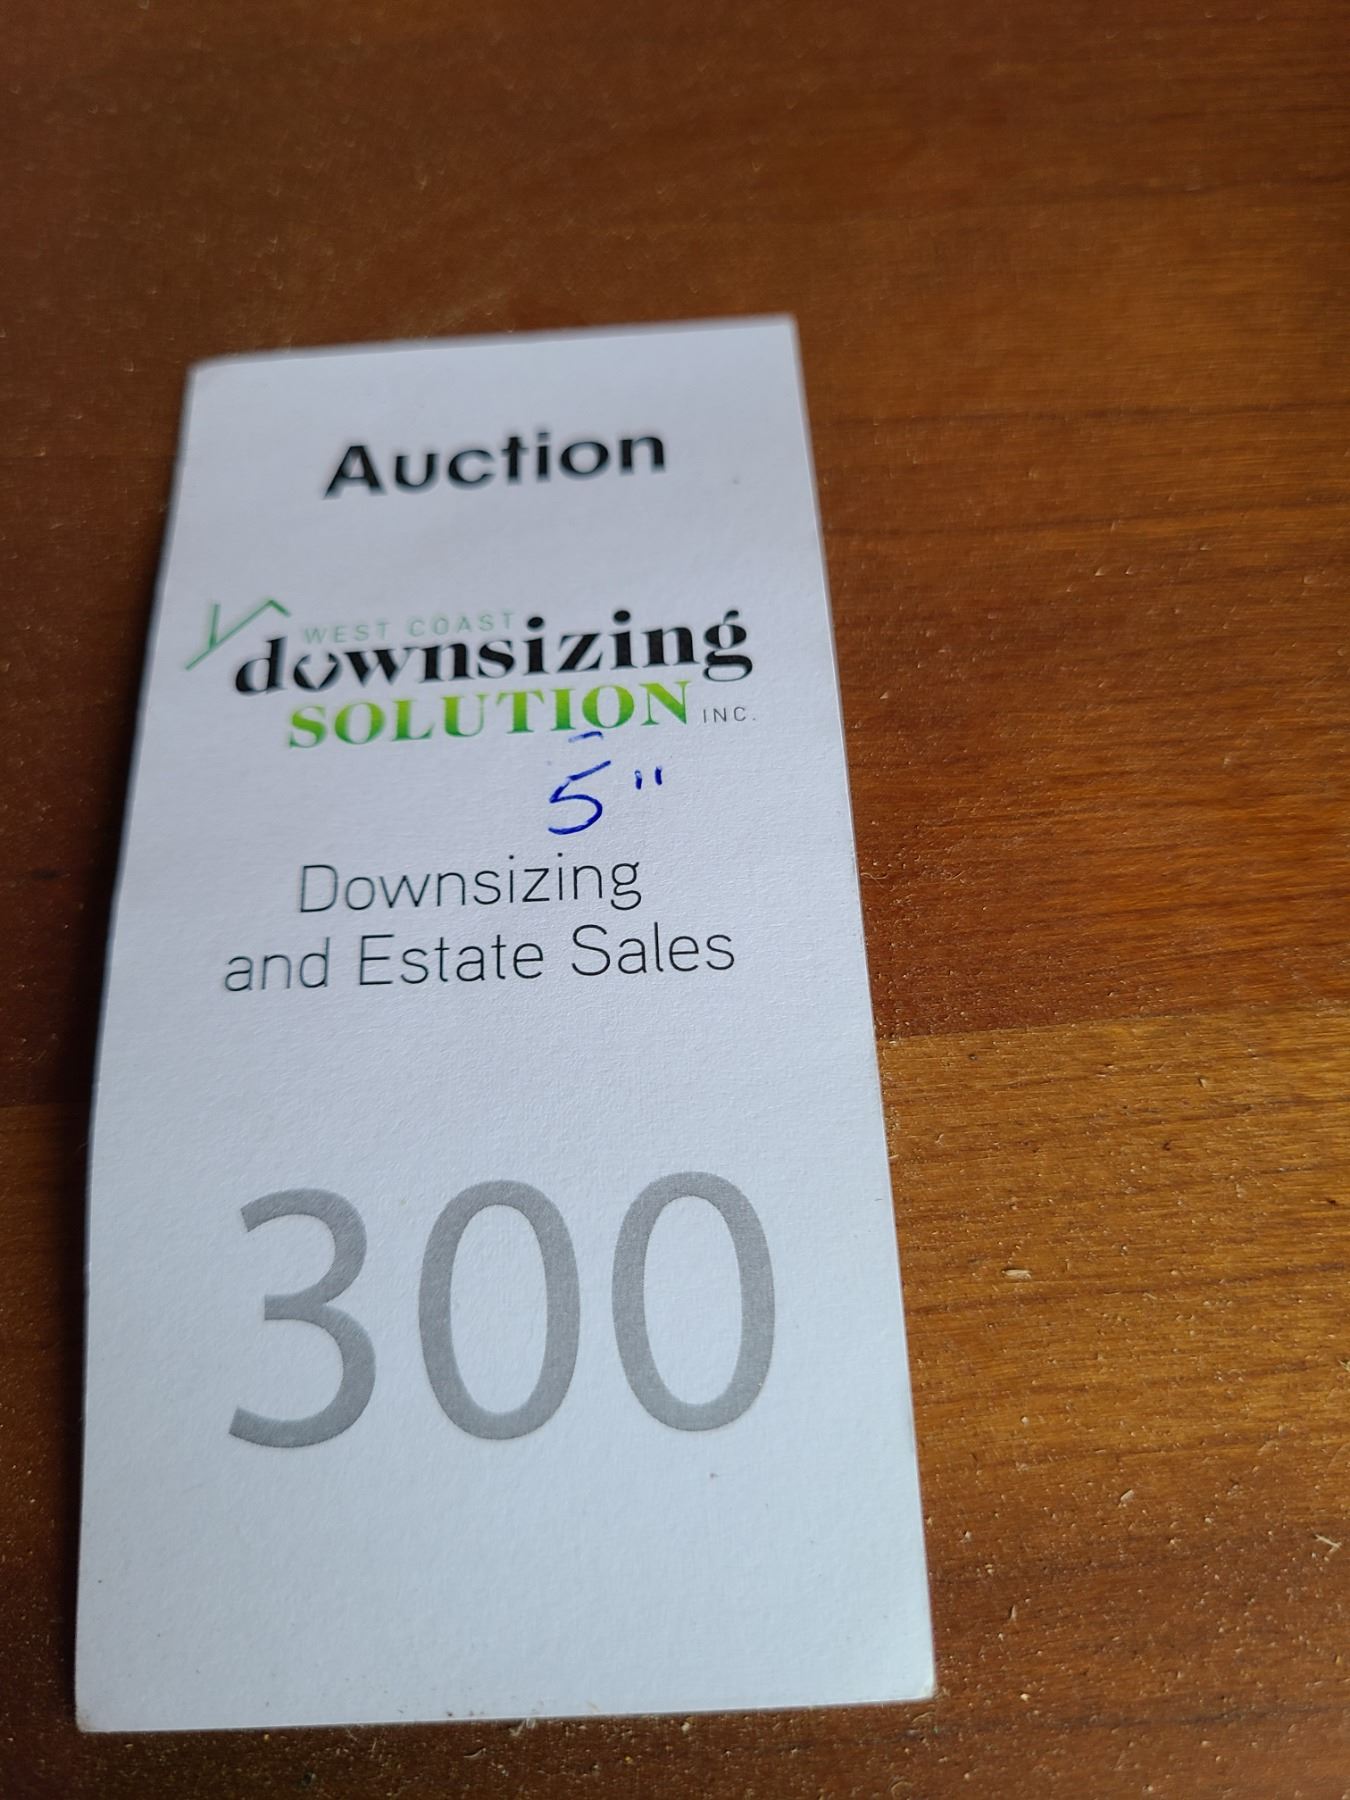 Auction
WEST COAST
downsizing
SOLUTION INC.
5"
Downsizing
and Estate Sales
300